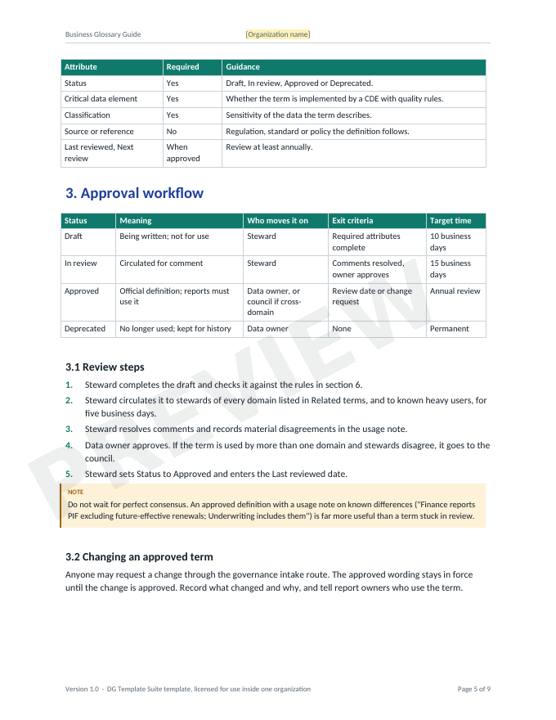 Business Glossary Guide [Organization name]
Attribute Required Guidance
Status Yes Draft, In review, Approved or Deprecated.
Critical data element Yes Whether the term is implemented by a CDE with quality rules.
Classification Yes Sensitivity of the data the term describes.
Source or reference No Regulation, standard or policy the definition follows.
Last reviewed, Next When Review at least annually.
review approved
3. Approval workflow
Status Meaning Who moves it on Exit criteria Target time
Draft Being written; not for use Steward Required attributes 10 business
complete days
In review Circulated for comment Steward Comments resolved, 15 business
owner approves days
Approved Official definition; reports must Data owner, or Review date or change Annual review
use it council if cross- request
domain
Deprecated No longer used; kept for history Data owner None Permanent
3.1 Review steps
1. Steward completes the draft and checks it against the rules in section 6.
2. Steward circulates it to stewards of every domain listed in Related terms, and to known heavy users, for
five business days.
3. Steward resolves comments and records material disagreements in the usage note.
4. Data owner approves. If the term is used by more than one domain and stewards disagree, it goes to the
council.
5. Steward sets Status to Approved and enters the Last reviewed date.
NOTE
Do not wait for perfect consensus. An approved definition with a usage note on known differences ("Finance reports
PIF excluding future-effective renewals; Underwriting includes them") is far more useful than a term stuck in review.
3.2 Changing an approved term
Anyone may request a change through the governance intake route. The approved wording stays in force
until the change is approved. Record what changed and why, and tell report owners who use the term.
Version 1.0 - DG Template Suite template, licensed for use inside one organization Page 5 of 9
PREVIEW